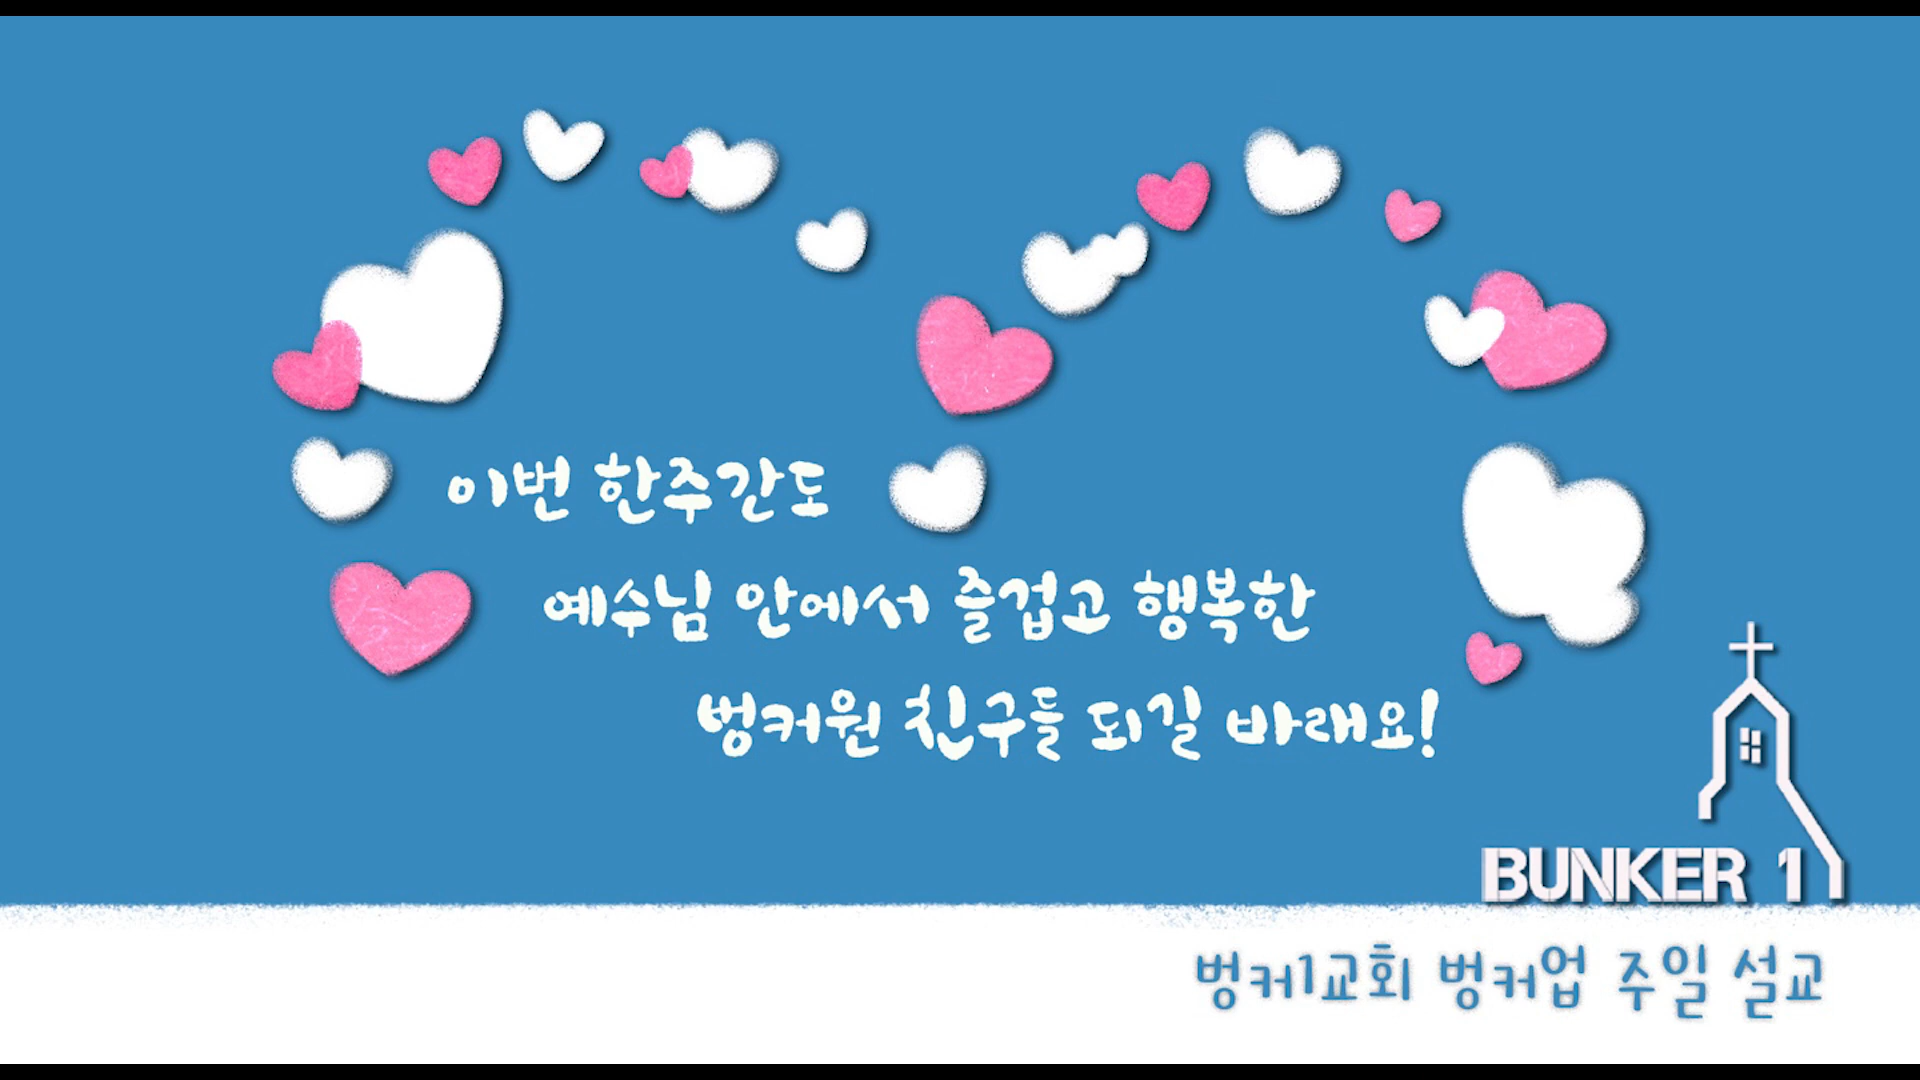 이번 한주간도
예수님 안에서 즐겁고 행복한
벙커원 친구들 되길 바래요!
BUNKER 1
벙커1교회 벙커업 주일 설교